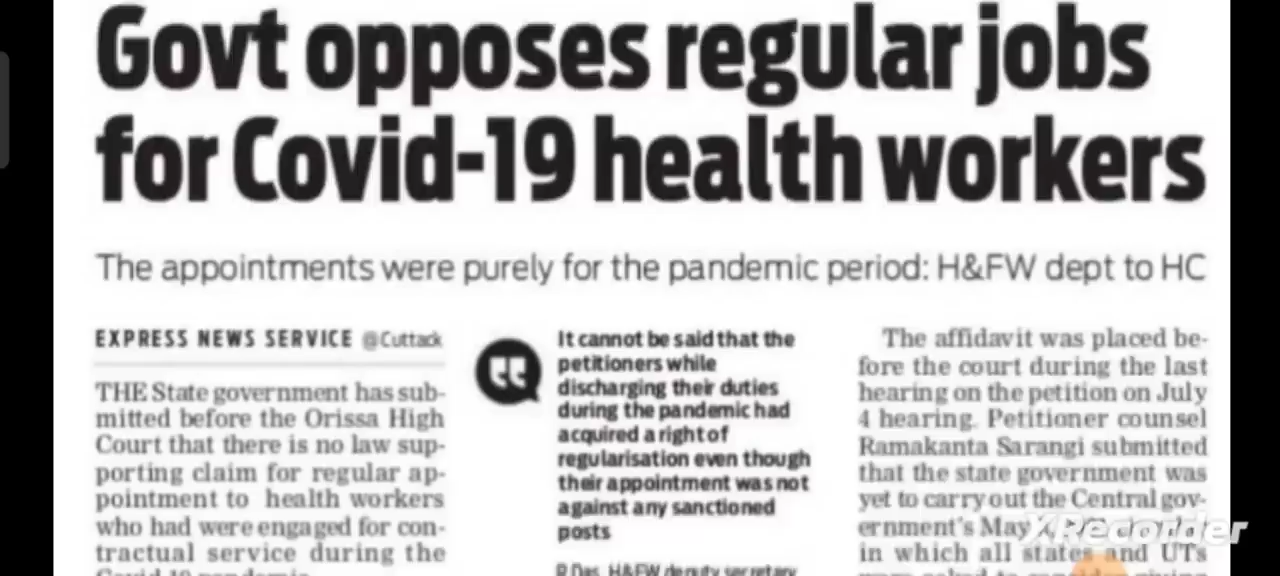 Govt opposes regular jobs
for Covid-19 health workers
The appointments were purely for the pandemic period: H&FW dept to HC
EXPRESS NEWS SERVICE @Cuttack
THE State government has sub-
mitted before the Orissa High
Court that there is no law sup-
porting claim for regular ap-
pointment to health workers
who had were engaged for con-
tractual service during the
Covid-19 pandemic.
It cannot be said that the
petitioners while
discharging their duties
during the pandemic had
acquired a right of
regularisation even though
their appointment was not
against any sanctioned
posts
P Das, H&FW deputy secretary
The affidavit was placed be-
fore the court during the last
hearing on the petition on July
4 hearing. Petitioner counsel
Ramakanta Sarangi submitted
that the state government was
yet to carry out the Central gov-
ernment's May
in which all states and UTs
XRecorder